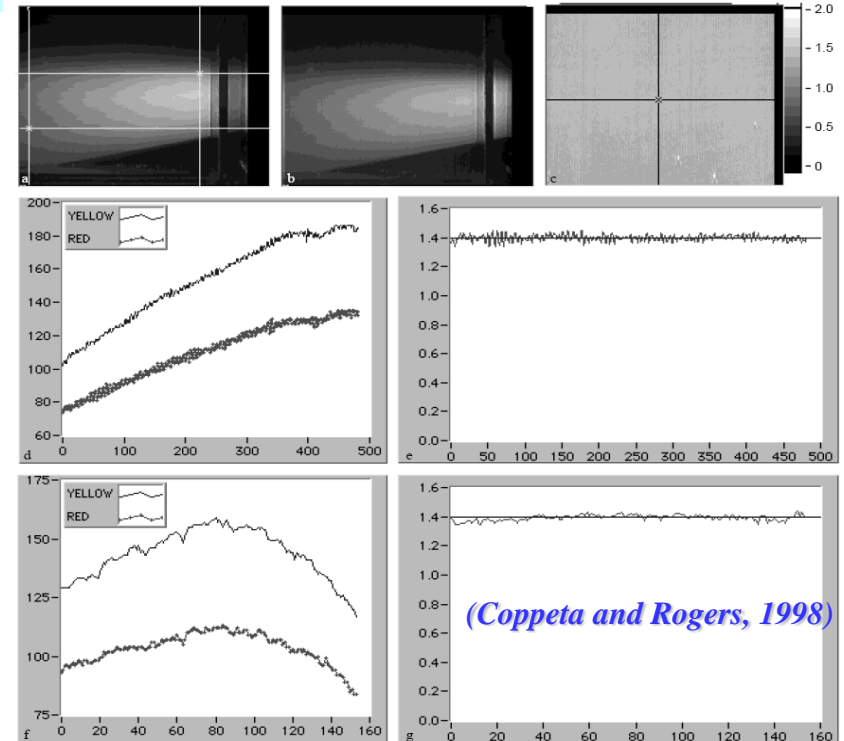 2.0
1.5
1.0
0.5
0
a
b
c
200
180
160
140
120
100
80
60
YELLOW
RED
0 100 200 300 400 500
d
1.6
1.4
1.2
1.0
0.8
0.6
0.4
0.2
0.0
0 50 100 150 200 250 300 350 400 450 500
e
175
150
125
100
75
YELLOW
RED
0 20 40 60 80 100 120 140 160
f
1.6
1.4
1.2
1.0
0.8
(Coppeta and Rogers, 1998)
0.6
0.4
0.2
0.0
0 20 40 60 80 100 120 140 160
g